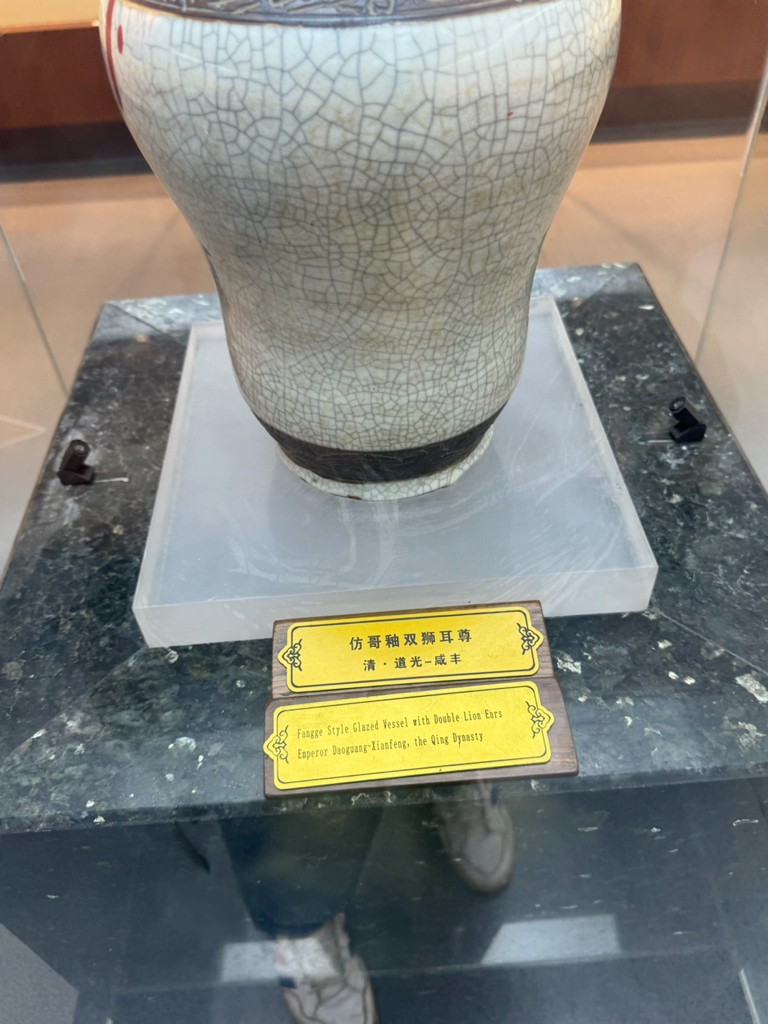 仿哥釉双狮耳尊
清·道光–咸丰
Fangge Style Glazed Vessel with Double Lion Ears
Emperor Daoguang-Xianfeng, the Qing Dynasty